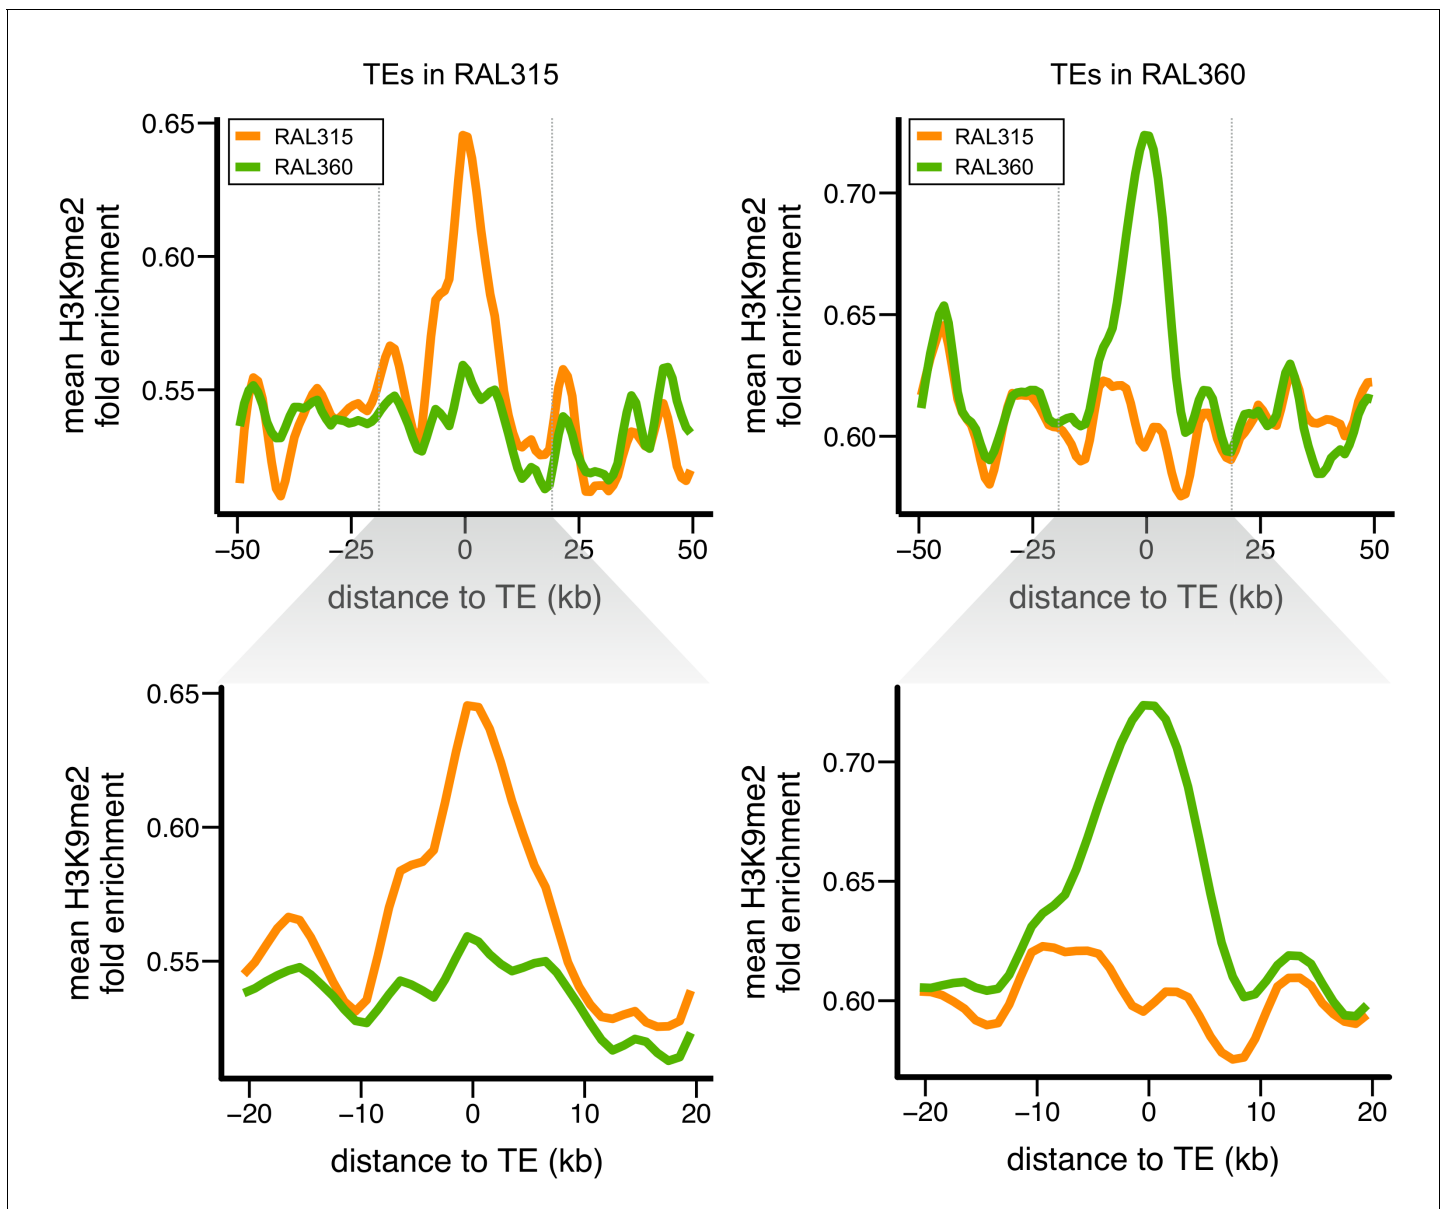 TEs in RAL315
0.65
0.60
0.55
mean H3K9me2
fold enrichment
RAL315
RAL360
−50
−25
0
25
50
distance to TE (kb)
TEs in RAL360
0.70
0.65
0.60
mean H3K9me2
fold enrichment
RAL315
RAL360
−50
−25
0
25
50
distance to TE (kb)
0.65
0.60
0.55
mean H3K9me2
fold enrichment
−20
−10
0
10
20
distance to TE (kb)
0.70
0.65
0.60
mean H3K9me2
fold enrichment
−20
−10
0
10
20
distance to TE (kb)